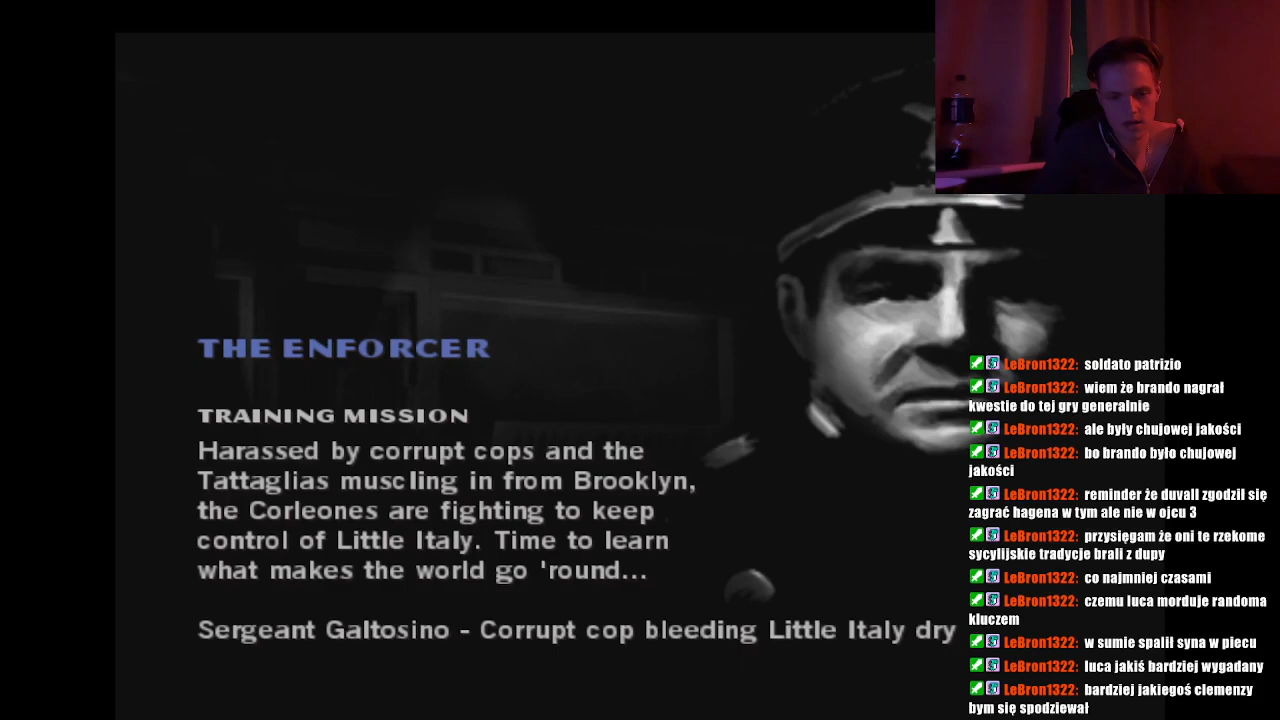 THE ENFORCER
TRAINING MISSION
Harassed by corrupt cops and the
Tattaglias muscling in from Brooklyn,
the Corleones are fighting to keep
control of Little Italy. Time to learn
what makes the world go 'round...
Sergeant Galtosino - Corrupt cop bleeding Little Italy dry
LeBron1322: soldato patrizio
LeBron1322: wiem że brando nagrał
kwestie do tej gry generalnie
LeBron1322: ale były chujowej jakości
LeBron1322: bo brando było chujowej
jakości
LeBron1322: reminder że duvall zgodził się
zagrać hagena w tym ale nie w ojcu 3
LeBron1322: przysięgam że oni te rzekome
sycylijskie tradycje brali z dupy
LeBron1322: co najmniej czasami
LeBron1322: czemu luca morduje randoma
kluczem
LeBron1322: w sumie spalił syna w piecu
LeBron1322: luca jakiś bardziej wygadany
LeBron1322: bardziej jakiegoś clemenzy
bym się spodziewał